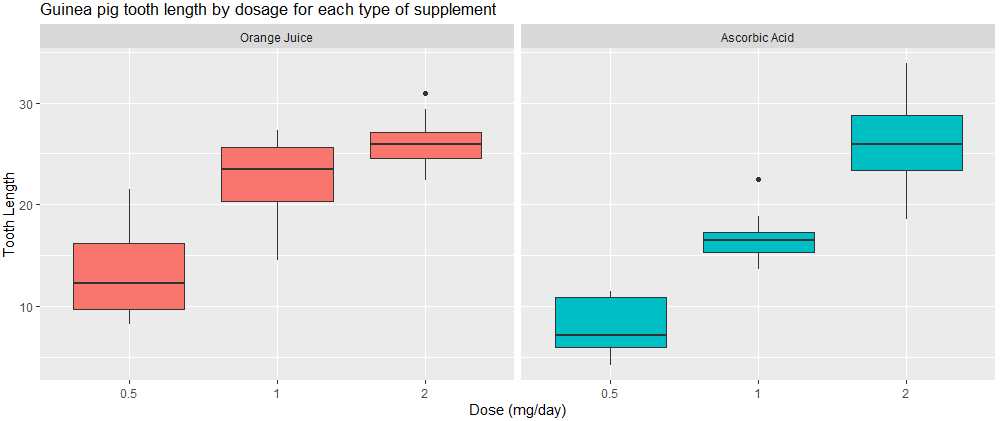 Guinea pig tooth length by dosage for each type of supplement
Orange Juice
Ascorbic Acid
Tooth Length
30
20
10
0.5
1
2
0.5
1
2
Dose (mg/day)